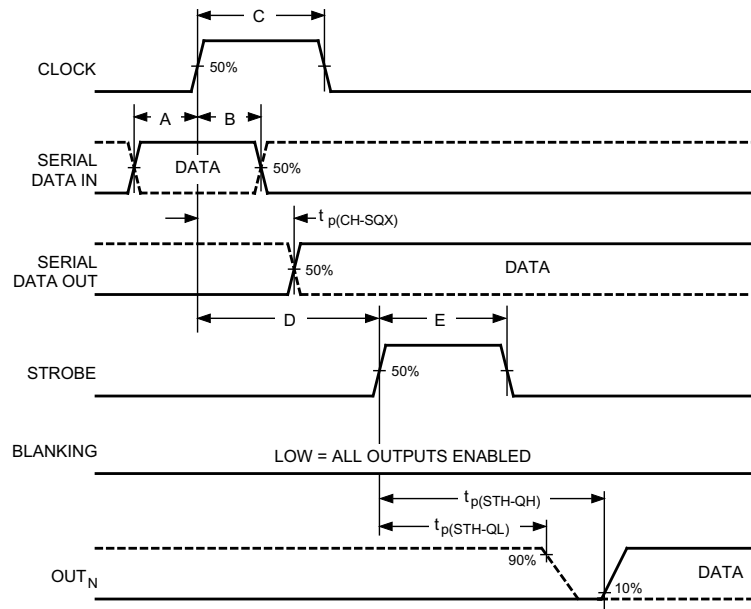 C
CLOCK
50%
A
B
SERIAL
DATA IN
DATA
50%
t p(CH-SQX)
SERIAL
DATA OUT
50%
DATA
D
E
STROBE
50%
BLANKING
LOW = ALL OUTPUTS ENABLED
t p(STH-QH)
t p(STH-QL)
OUT N
90%
10%
DATA